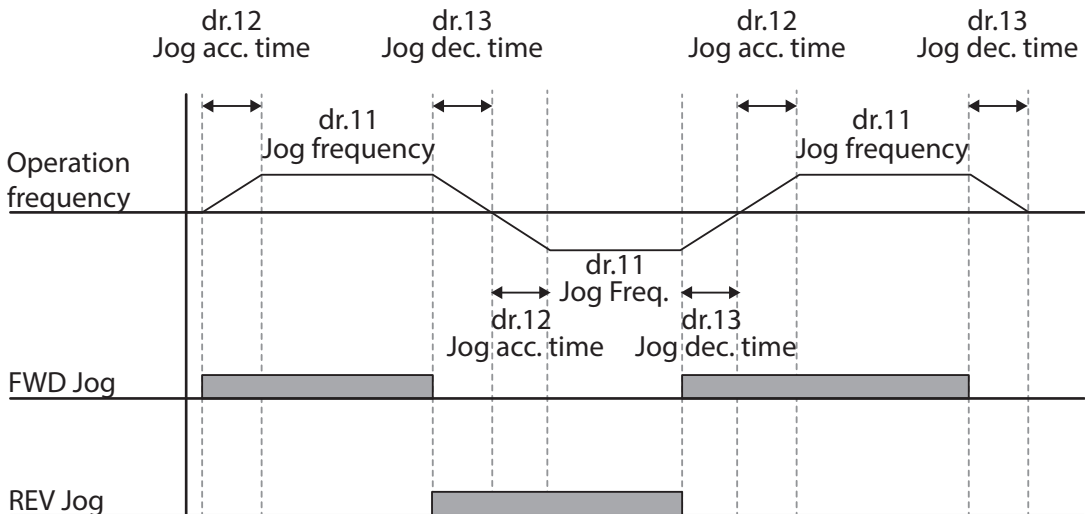 dr.12
Jog acc. time
dr.13
Jog dec. time
dr.12
Jog acc. time
dr.13
Jog dec. time
dr.11
Jog frequency
dr.11
Jog frequency
Operation
frequency
dr.11
Jog Freq.
dr.12
Jog acc. time
dr.13
Jog dec. time
FWD Jog
REV Jog